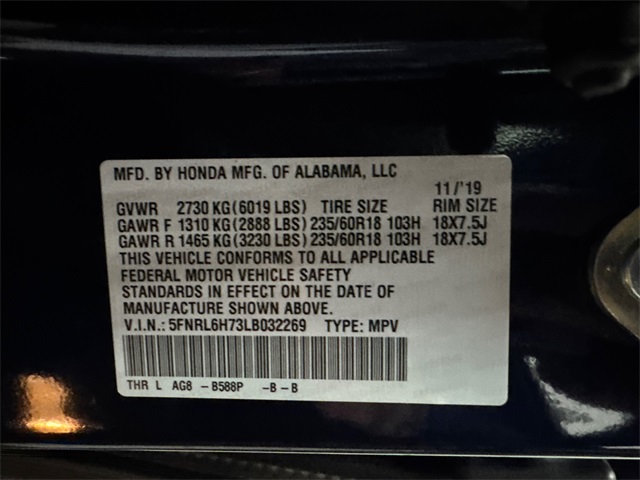 MFD. BY HONDA MFG. OF ALABAMA, LLC
11/'19
GVWR 2730 KG(6019 LBS) TIRE SIZE RIM SIZE
GAWR F 1310 KG(2888 LBS) 235/60R18 103H 18X7.5J
GAWR R 1465 KG(3230 LBS) 235/60R18 103H 18X7.5J
THIS VEHICLE CONFORMS TO ALL APPLICABLE
FEDERAL MOTOR VEHICLE SAFETY
STANDARDS IN EFFECT ON THE DATE OF
MANUFACTURE SHOWN ABOVE.
V.I.N.: 5FNRL6H73LB032269 TYPE: MPV
THR L AG8 -B588P -B-B